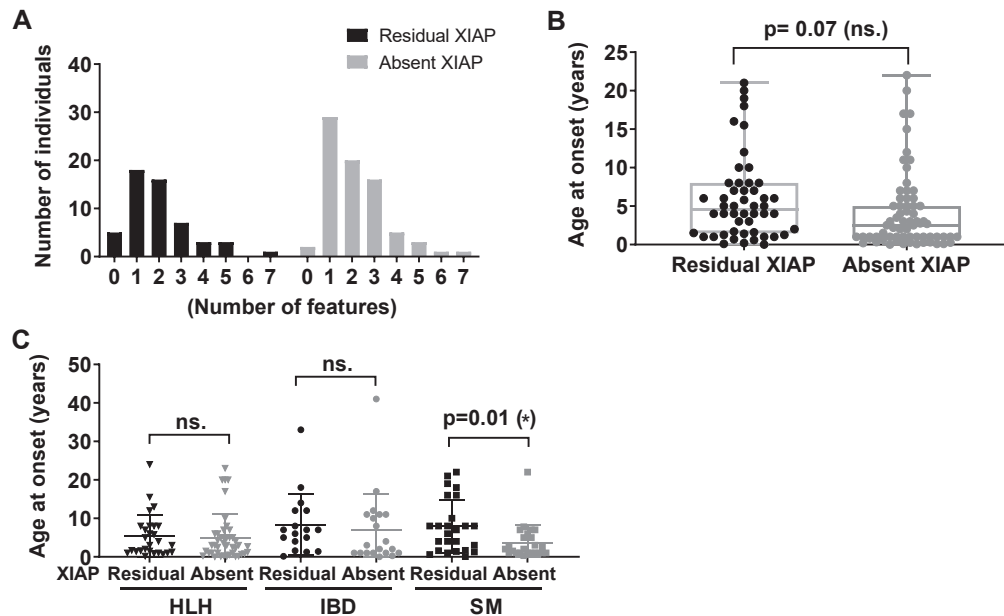 A
Residual XIAP
Absent XIAP
Number of individuals
40
30
20
10
0
0 1 2 3 4 5 6 7 0 1 2 3 4 5 6 7
(Number of features)
B
p= 0.07 (ns.)
Age at onset (years)
25
20
15
10
5
0
Residual XIAP Absent XIAP
C
Age at onset (years)
50
40
30
20
10
0
ns.
ns.
p=0.01 (*)
XIAP Residual Absent Residual Absent Residual Absent
HLH IBD SM